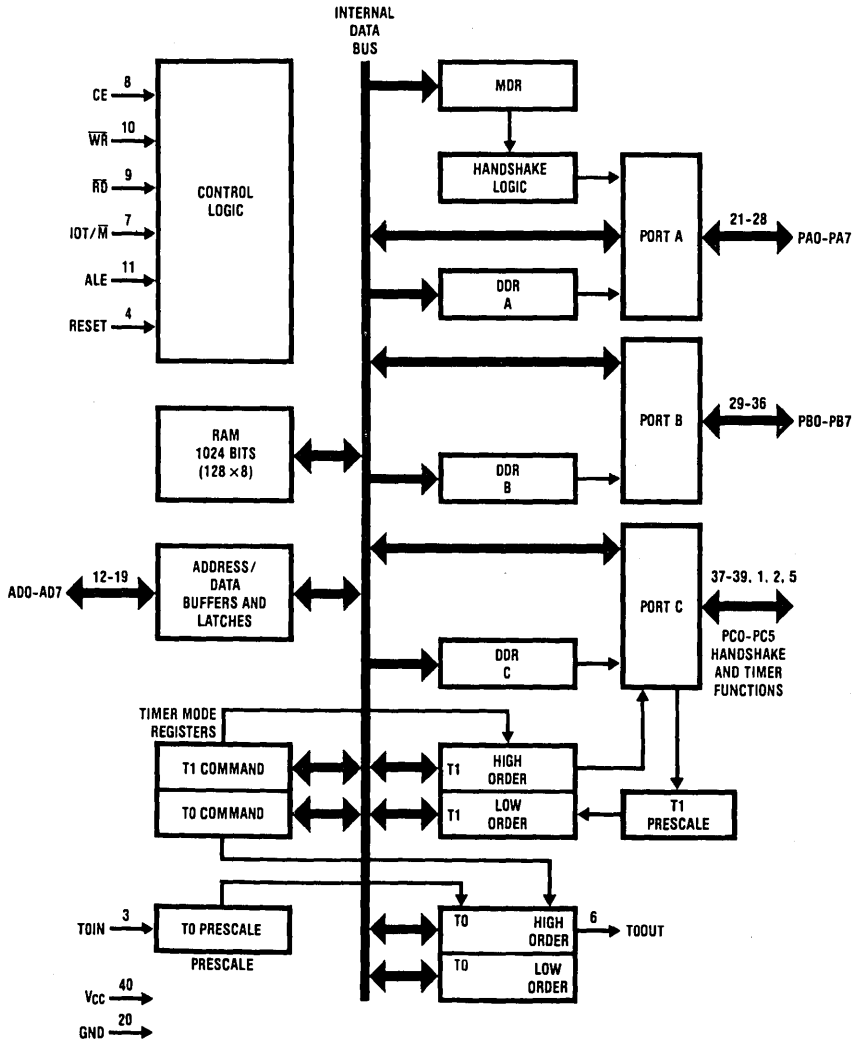 INTERNAL
DATA
BUS
CE 8
W̅R̅ 10
R̅D̅ 9
IOT/M̅ 7
ALE 11
RESET 4
CONTROL
LOGIC
MDR
HANDSHAKE
LOGIC
PORT A
21-28
PA0-PA7
DDR
A
PORT B
29-36
PB0-PB7
DDR
B
RAM
1024 BITS
(128 ×8)
AD0-AD7
12-19
ADDRESS/
DATA
BUFFERS AND
LATCHES
PORT C
37-39, 1, 2, 5
PC0-PC5
HANDSHAKE
AND TIMER
FUNCTIONS
DDR
C
TIMER MODE
REGISTERS
T1 COMMAND
T0 COMMAND
T1 HIGH
ORDER
T1 LOW
ORDER
T1
PRESCALE
T0IN 3
T0 PRESCALE
PRESCALE
T0 HIGH
ORDER
6
T0OUT
T0 LOW
ORDER
VCC 40
GND 20